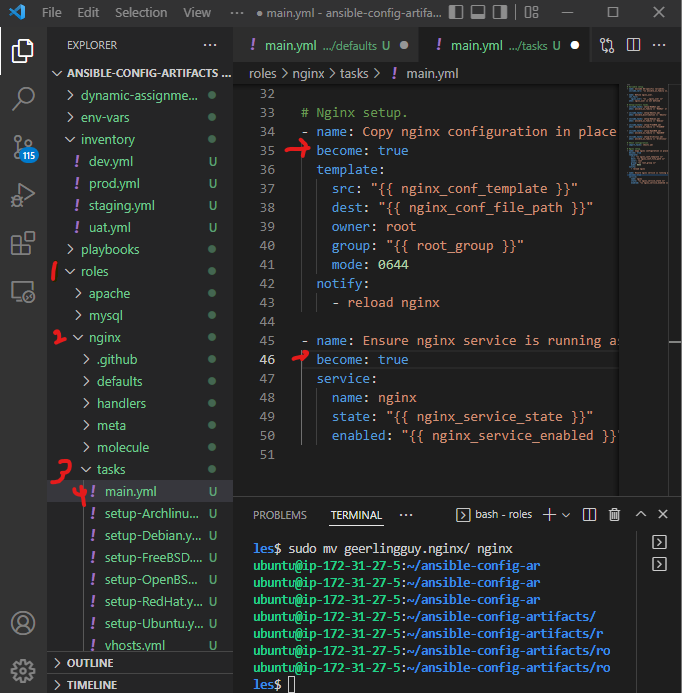 File Edit Selection View ··· ● main.yml - ansible-config-artifa...
EXPLORER ···
ANSIBLE-CONFIG-ARTIFACTS ...
dynamic-assignme...
env-vars
inventory
! dev.yml U
! prod.yml U
! staging.yml U
! uat.yml U
playbooks
1 roles
apache
mysql
2 nginx
.github
defaults
handlers
meta
molecule
3 tasks
4 ! main.yml U
! setup-Archlinu... U
! setup-Debian.y... U
! setup-FreeBSD.... U
! setup-OpenBS... U
! setup-RedHat.y... U
! setup-Ubuntu.y... U
! vhosts.yml U
OUTLINE
TIMELINE
115
! main.yml .../defaults U ●
! main.yml .../tasks U ●
roles > nginx > tasks > ! main.yml
32
33 # Nginx setup.
34 - name: Copy nginx configuration in place
35 become: true
36 template:
37 src: "{{ nginx_conf_template }}"
38 dest: "{{ nginx_conf_file_path }}"
39 owner: root
40 group: "{{ root_group }}"
41 mode: 0644
42 notify:
43 - reload nginx
44
45 - name: Ensure nginx service is running as
46 become: true
47 service:
48 name: nginx
49 state: "{{ nginx_service_state }}"
50 enabled: "{{ nginx_service_enabled }}"
51
PROBLEMS TERMINAL ··· bash - roles
les$ sudo mv geerlingguy.nginx/ nginx
ubuntu@ip-172-31-27-5:~/ansible-config-ar
ubuntu@ip-172-31-27-5:~/ansible-config-ar
ubuntu@ip-172-31-27-5:~/ansible-config-ar
ubuntu@ip-172-31-27-5:~/ansible-config-artifacts/
ubuntu@ip-172-31-27-5:~/ansible-config-artifacts/r
ubuntu@ip-172-31-27-5:~/ansible-config-artifacts/ro
ubuntu@ip-172-31-27-5:~/ansible-config-artifacts/ro
les$